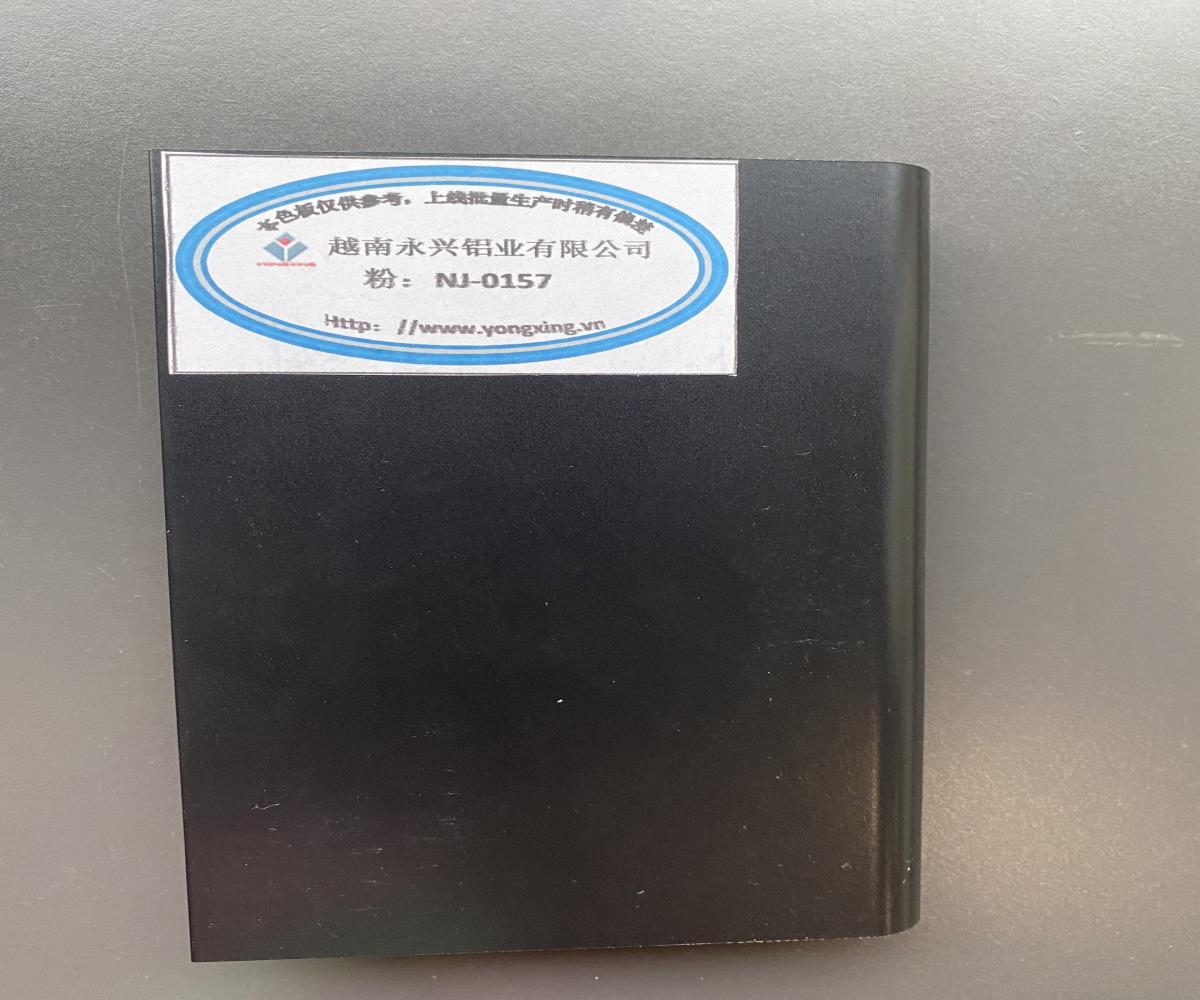 本色板仅供参考，上线批量生产时稍有偏差
YONGXING
越南永兴铝业有限公司
粉：NJ-0157
Http：//www.yongxing.vn